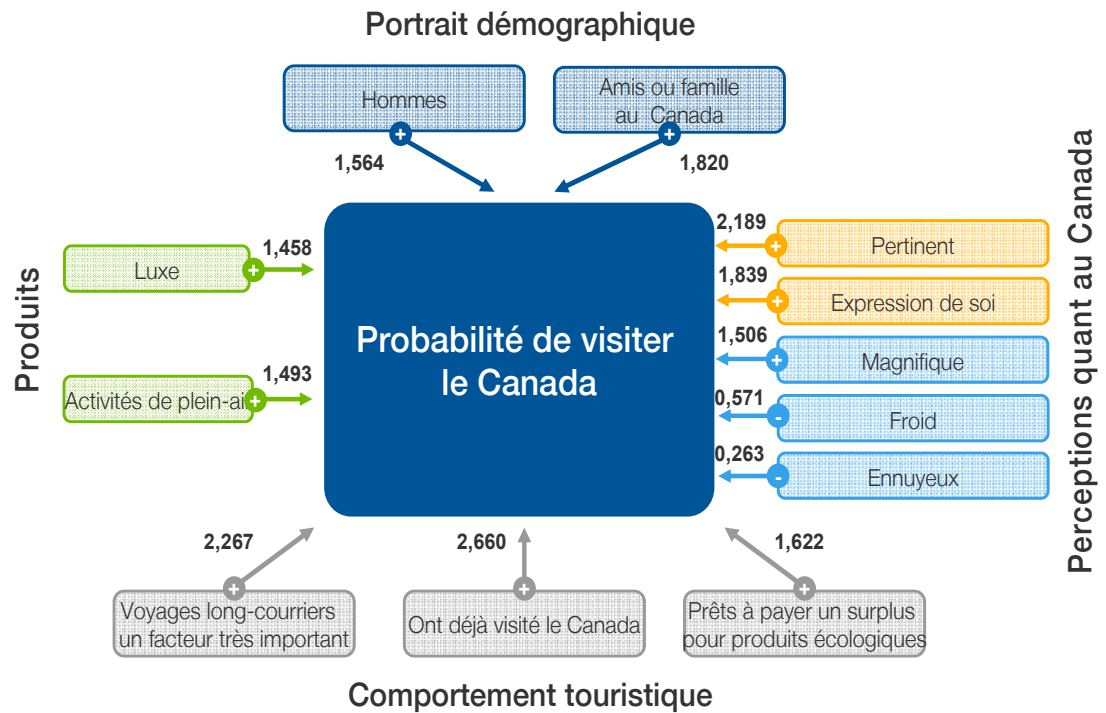 Portrait démographique
Hommes
+
1,564
Amis ou famille
au Canada
+
1,820
Produits
Luxe
+
1,458
Activités de plein-air
+
1,493
Probabilité de visiter
le Canada
Perceptions quant au Canada
2,189
+
Pertinent
1,839
+
Expression de soi
1,506
+
Magnifique
0,571
-
Froid
0,263
-
Ennuyeux
2,267
+
Voyages long-courriers
un facteur très important
2,660
+
Ont déjà visité le Canada
1,622
+
Prêts à payer un surplus
pour produits écologiques
Comportement touristique